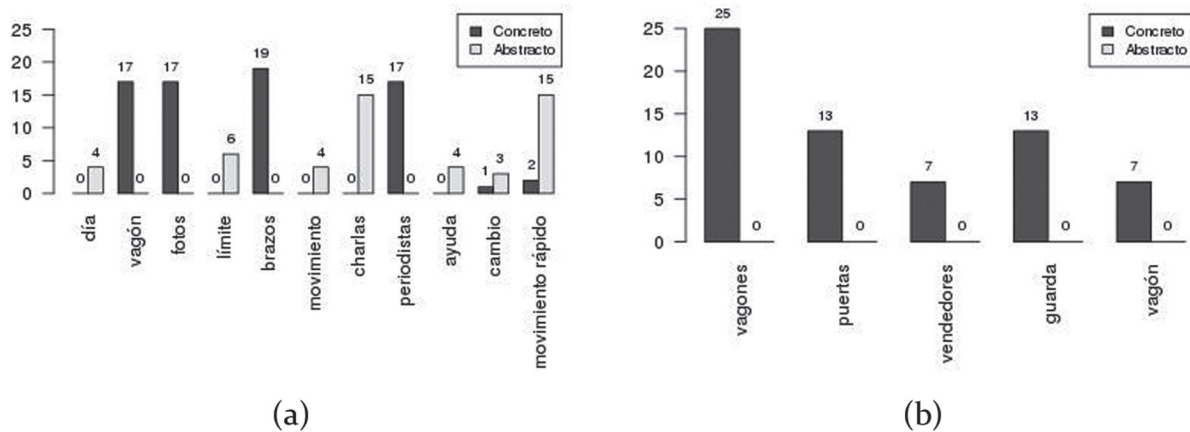 25
20
15
10
5
0
Concreto
Abstracto
0 4
17 0
17 0
0 6
19 0
0 4
0 15
17 0
0 4
1 3
2 15
día
vagón
fotos
límite
brazos
movimiento
charlas
periodistas
ayuda
cambio
movimiento rápido
(a)
25
20
15
10
5
0
Concreto
Abstracto
25 0
13 0
7 0
13 0
7 0
vagones
puertas
vendedores
guarda
vagón
(b)